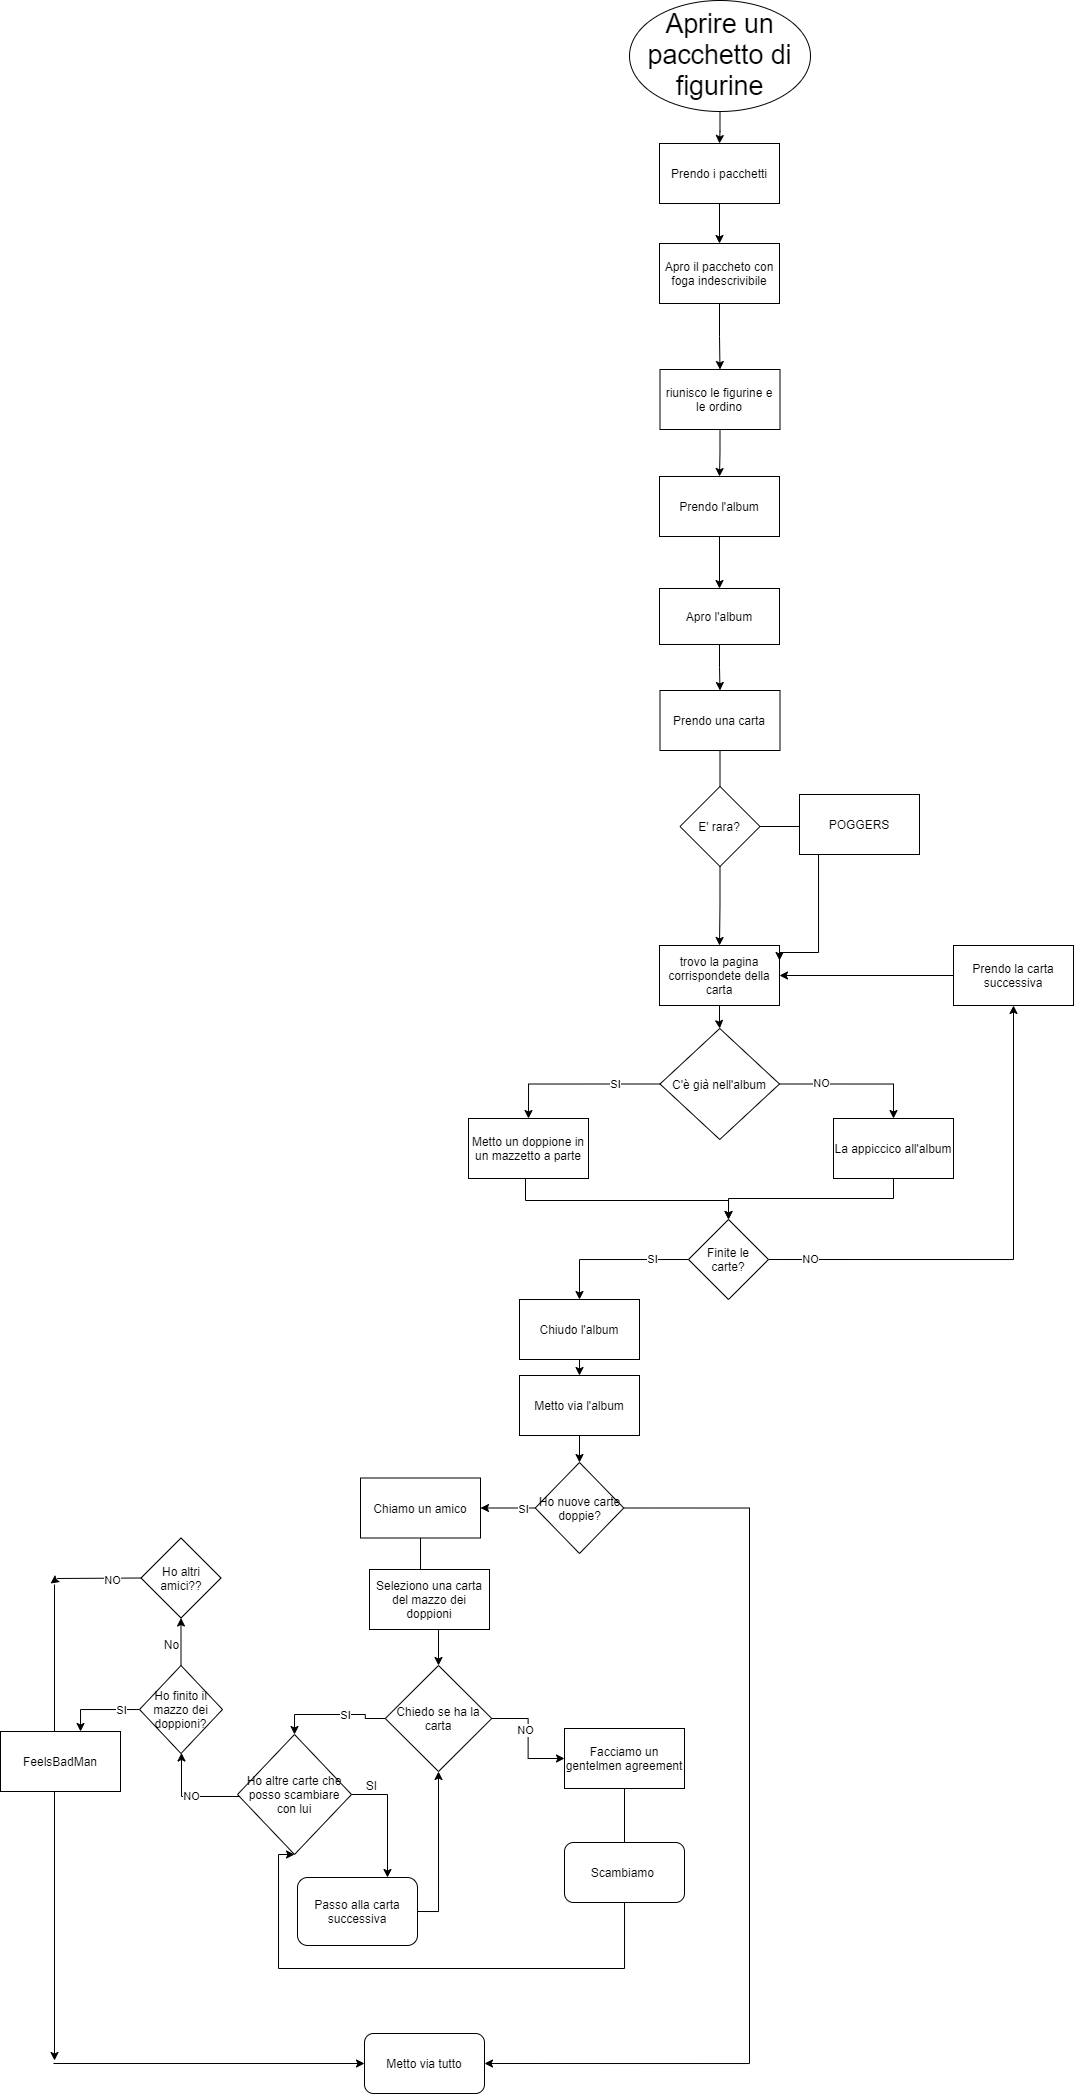 Aprire un
pacchetto di
figurine
Prendo i pacchetti
Apro il paccheto con
foga indescrivibile
riunisco le figurine e
le ordino
Prendo l'album
Apro l'album
Prendo una carta
E' rara?
POGGERS
trovo la pagina
corrispondete della
carta
Prendo la carta
successiva
C'è già nell'album
SI
NO
Metto un doppione in
un mazzetto a parte
La appiccico all'album
Finite le
carte?
SI
NO
Chiudo l'album
Metto via l'album
Ho nuove carte
doppie?
SI
Chiamo un amico
Seleziono una carta
del mazzo dei
doppioni
Ho altri
amici??
NO
No
Ho finito il
mazzo dei
doppioni?
SI
Chiedo se ha la
carta
SI
NO
FeelsBadMan
Facciamo un
gentelmen agreement
Ho altre carte che
posso scambiare
con lui
SI
NO
Scambiamo
Passo alla carta
successiva
Metto via tutto